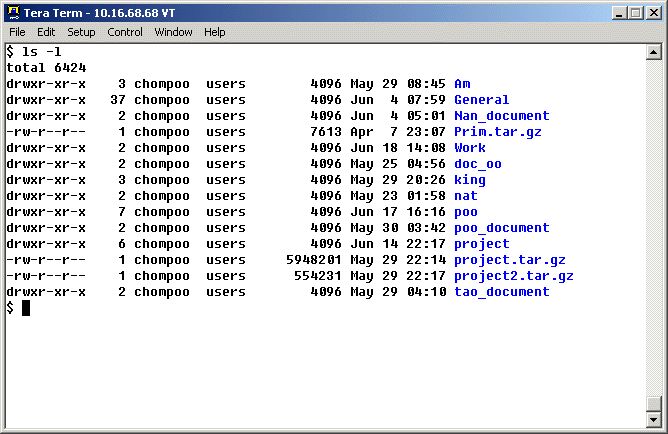 Tera Term - 10.16.68.68 VT
File Edit Setup Control Window Help
$ ls -l
total 6424
drwxr-xr-x   3 chompoo  users        4096 May 29 08:45 Am
drwxr-xr-x  37 chompoo  users        4096 Jun  4 07:59 General
drwxr-xr-x   2 chompoo  users        4096 Jun  4 05:01 Nan_document
-rw-r--r--   1 chompoo  users        7613 Apr  7 23:07 Prim.tar.gz
drwxr-xr-x   2 chompoo  users        4096 Jun 18 14:08 Work
drwxr-xr-x   2 chompoo  users        4096 May 25 04:56 doc_oo
drwxr-xr-x   3 chompoo  users        4096 May 29 20:26 king
drwxr-xr-x   2 chompoo  users        4096 May 23 01:58 nat
drwxr-xr-x   7 chompoo  users        4096 Jun 17 16:16 poo
drwxr-xr-x   2 chompoo  users        4096 May 30 03:42 poo_document
drwxr-xr-x   6 chompoo  users        4096 Jun 14 22:17 project
-rw-r--r--   1 chompoo  users     5948201 May 29 22:14 project.tar.gz
-rw-r--r--   1 chompoo  users      554231 May 29 22:17 project2.tar.gz
drwxr-xr-x   2 chompoo  users        4096 May 29 04:10 tao_document
$